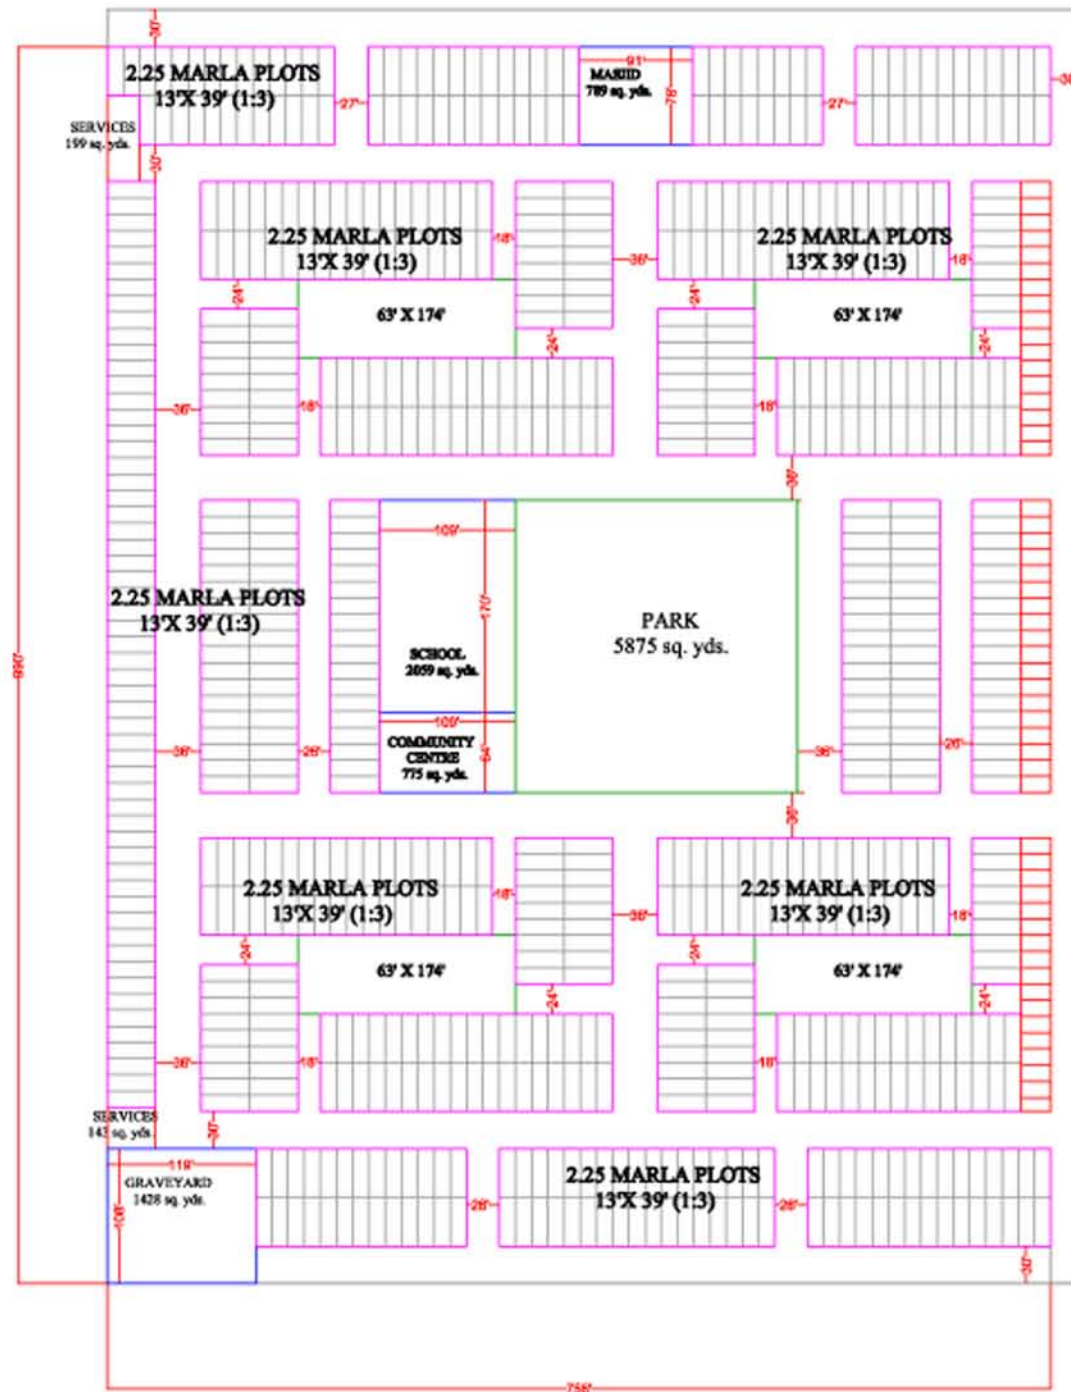 30'
2.25 MARLA PLOTS
13'X 39' (1:3)
27'
91'
MASJID
789 sq. yds.
78'
27'
30
SERVICES
199 sq. yds.
30'
2.25 MARLA PLOTS
13'X 39' (1:3)
18'
36'
2.25 MARLA PLOTS
13'X 39' (1:3)
18'
24'
63' X 174'
24'
24'
63' X 174'
24'
36'
18'
18'
36'
109'
170'
2.25 MARLA PLOTS
13'X 39' (1:3)
PARK
5875 sq. yds.
SCHOOL
2059 sq. yds.
990'
109'
COMMUNITY
CENTRE
775 sq. yds.
64'
36'
26'
36'
26'
36'
2.25 MARLA PLOTS
13'X 39' (1:3)
18'
36'
2.25 MARLA PLOTS
13'X 39' (1:3)
18'
24'
63' X 174'
24'
24'
63' X 174'
24'
36'
18'
18'
SERVICES
143 sq. yds.
30'
119'
GRAVEYARD
1428 sq. yds.
108'
26'
2.25 MARLA PLOTS
13'X 39' (1:3)
26'
30'
755'